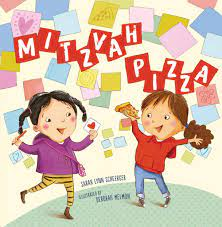 MITZVAH
PIZZA
SARAH LYNN SCHEERGER
ILLUSTRATED BY DEBORAH MELMON